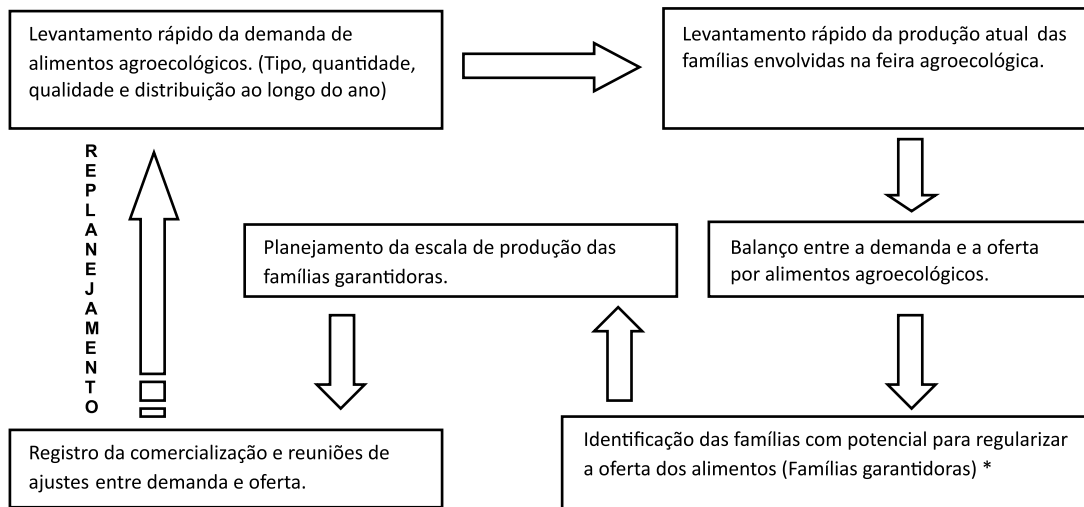 Levantamento rápido da demanda de
alimentos agroecológicos. (Tipo, quantidade,
qualidade e distribuição ao longo do ano)
Levantamento rápido da produção atual das
famílias envolvidas na feira agroecológica.
Balanço entre a demanda e a oferta
por alimentos agroecológicos.
Identificação das famílias com potencial para regularizar
a oferta dos alimentos (Famílias garantidoras) *
Planejamento da escala de produção das
famílias garantidoras.
Registro da comercialização e reuniões de
ajustes entre demanda e oferta.
REPLANEJAMENTO